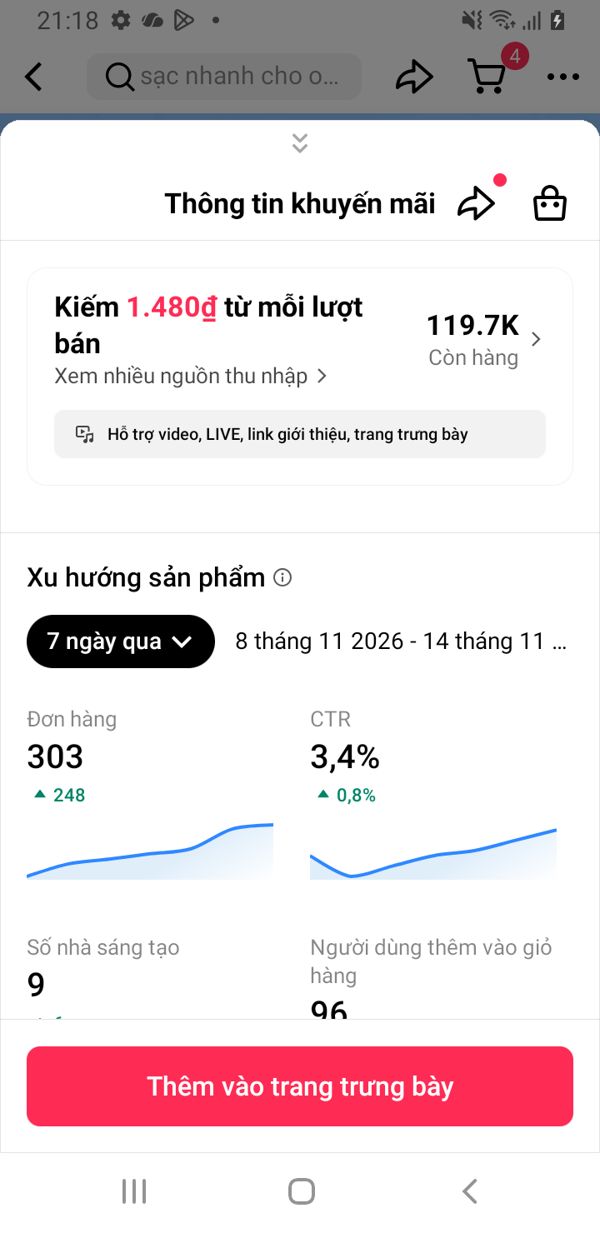 21:18
sạc nhanh cho o...
4
Thông tin khuyến mãi
Kiếm 1.480₫ từ mỗi lượt
bán
119.7K
Còn hàng
Xem nhiều nguồn thu nhập
Hỗ trợ video, LIVE, link giới thiệu, trang trưng bày
Xu hướng sản phẩm
7 ngày qua
8 tháng 11 2026 - 14 tháng 11 ...
Đơn hàng
303
248
CTR
3,4%
0,8%
Số nhà sáng tạo
9
Người dùng thêm vào giỏ
hàng
96
Thêm vào trang trưng bày